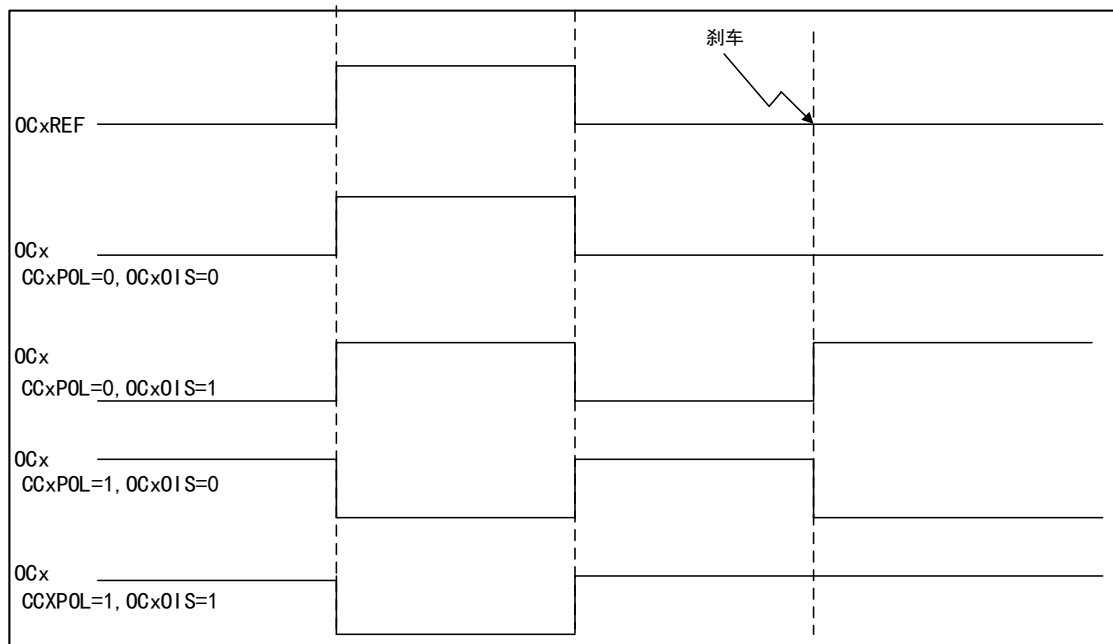 刹车
OCxREF
OCx
CCxPOL=0,OCxOIS=0
OCx
CCxPOL=0,OCxOIS=1
OCx
CCxPOL=1,OCxOIS=0
OCx
CCXPOL=1,OCxOIS=1